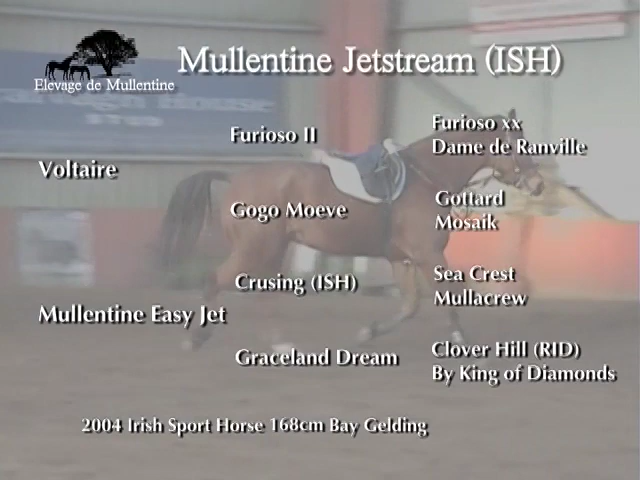 Mullentine Jetstream (ISH)
Elevage de Mullentine
Furioso xx
Furioso II
Dame de Ranville
Voltaire
Gottard
Gogo Moeve
Mosaik
Sea Crest
Crusing (ISH)
Mullacrew
Mullentine Easy Jet
Clover Hill (RID)
Graceland Dream
By King of Diamonds
2004 Irish Sport Horse 168cm Bay Gelding